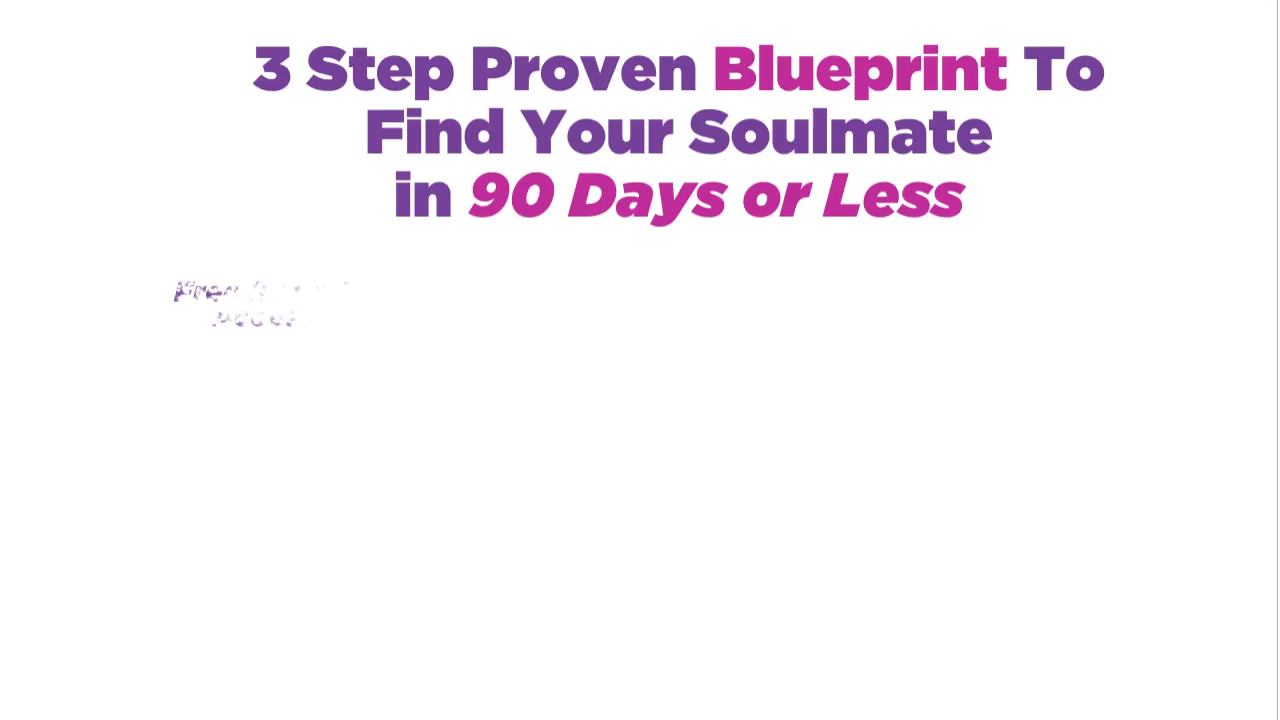 3 Step Proven Blueprint To
Find Your Soulmate
in 90 Days or Less